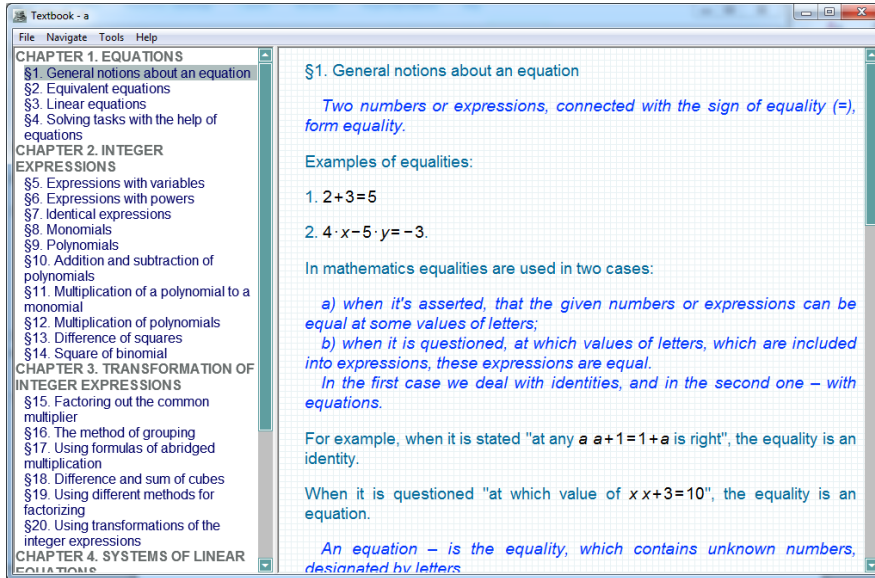 Textbook - a
File Navigate Tools Help
CHAPTER 1. EQUATIONS
§1. General notions about an equation
§2. Equivalent equations
§3. Linear equations
§4. Solving tasks with the help of
equations
CHAPTER 2. INTEGER
EXPRESSIONS
§5. Expressions with variables
§6. Expressions with powers
§7. Identical expressions
§8. Monomials
§9. Polynomials
§10. Addition and subtraction of
polynomials
§11. Multiplication of a polynomial to a
monomial
§12. Multiplication of polynomials
§13. Difference of squares
§14. Square of binomial
CHAPTER 3. TRANSFORMATION OF
INTEGER EXPRESSIONS
§15. Factoring out the common
multiplier
§16. The method of grouping
§17. Using formulas of abridged
multiplication
§18. Difference and sum of cubes
§19. Using different methods for
factorizing
§20. Using transformations of the
integer expressions
CHAPTER 4. SYSTEMS OF LINEAR
EQUATIONS
§1. General notions about an equation
Two numbers or expressions, connected with the sign of equality (=),
form equality.
Examples of equalities:
1. 2+3=5
2. 4·x−5·y=−3.
In mathematics equalities are used in two cases:
a) when it's asserted, that the given numbers or expressions can be
equal at some values of letters;
b) when it is questioned, at which values of letters, which are included
into expressions, these expressions are equal.
In the first case we deal with identities, and in the second one – with
equations.
For example, when it is stated "at any a a+1=1+a is right", the equality is an
identity.
When it is questioned "at which value of x x+3=10", the equality is an
equation.
An equation – is the equality, which contains unknown numbers,
designated by letters